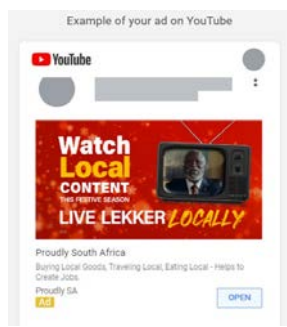 Example of your ad on YouTube
YouTube
Watch
Local
CONTENT
THIS FESTIVE SEASON
LIVE LEKKER LOCALLY
Proudly South Africa
Buying Local Goods, Traveling Local, Eating Local - Helps to
Create Jobs.
Proudly SA
Ad
OPEN